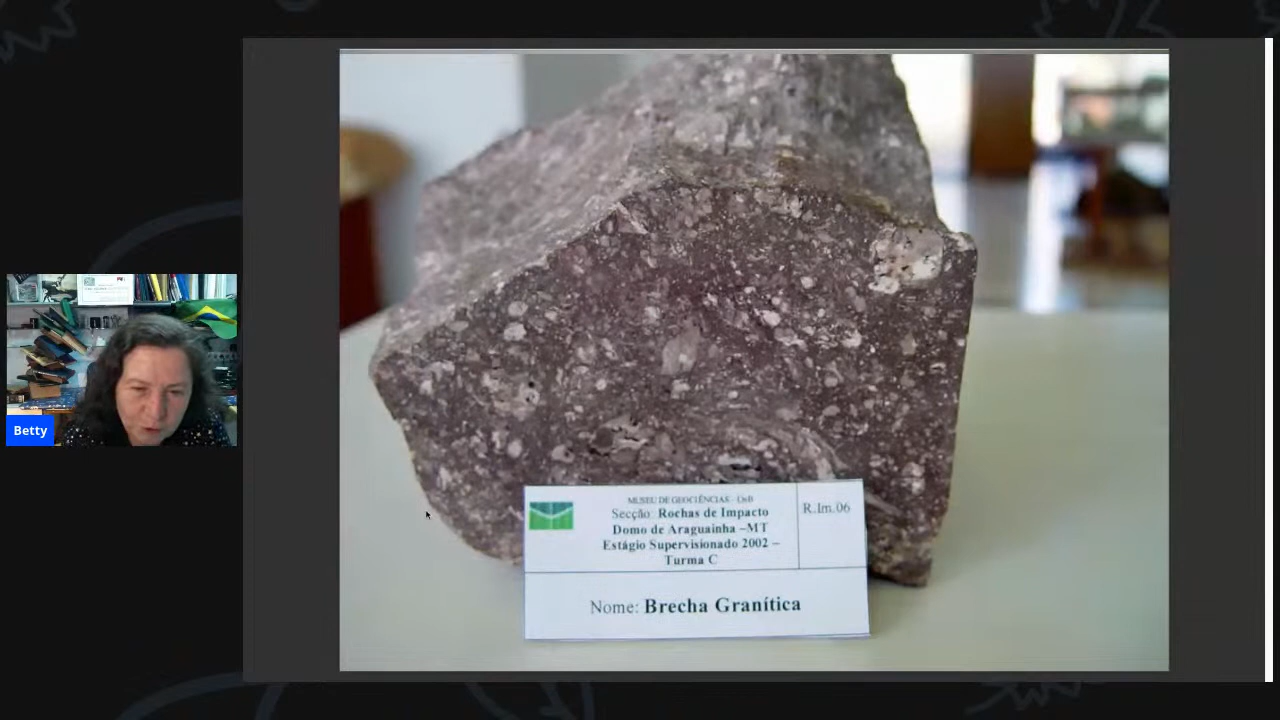 Betty
MUSEU DE GEOCIÊNCIAS - UnB
Secção: Rochas de Impacto
Domo de Araguainha –MT
Estágio Supervisionado 2002 –
Turma C
R.Im.06
Nome: Brecha Granítica